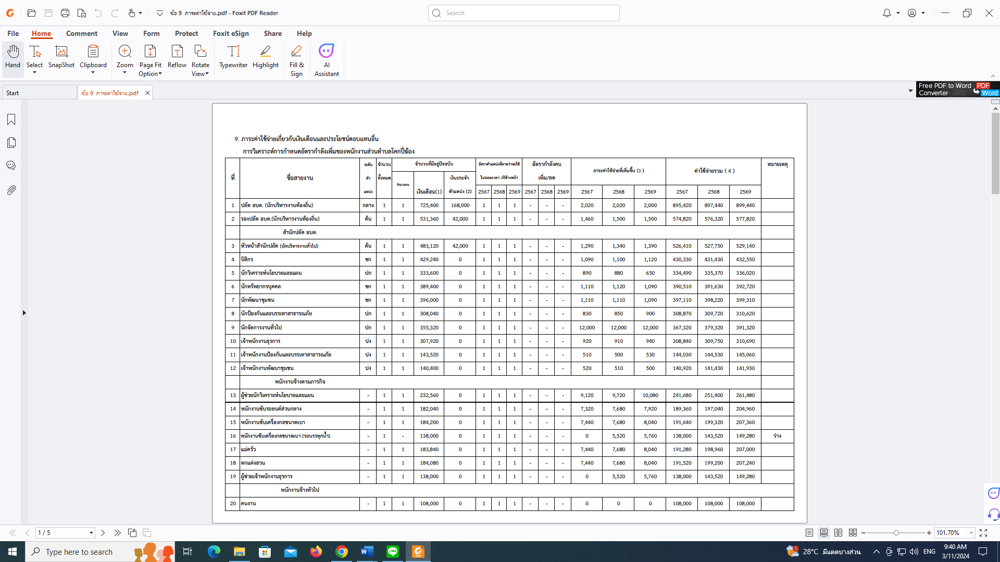 ข้อ 9 ภาระค่าใช้จ่าย.pdf - Foxit PDF Reader
Search
File Home Comment View Form Protect Foxit eSign Share Help
Hand Select SnapShot Clipboard Zoom Page Fit Option Reflow Rotate View Typewriter Highlight Fill & Sign AI Assistant
Start ข้อ 9 ภาระค่าใช้จ่าย.pdf
Free PDF to Word Converter PDF Word
9. ภาระค่าใช้จ่ายเกี่ยวกับเงินเดือนและประโยชน์ตอบแทนอื่น
การวิเคราะห์การกำหนดอัตรากำลังเพิ่มของพนักงานส่วนตำบลโคกปี่ฆ้อง
ที่ ชื่อสายงาน ระดับตำแหน่ง จำนวนทั้งหมด จำนวนที่มีอยู่ปัจจุบัน อัตราตำแหน่งที่คาดว่าจะใช้ในระยะเวลา 3ปีข้างหน้า อัตรากำลังคน เพิ่ม/ลด ภาระค่าใช้จ่ายที่เพิ่มขึ้น (3 ) ค่าใช้จ่ายรวม ( 4 ) หมายเหตุ
จำนวนคน เงินเดือน(1) เงินประจำตำแหน่ง (2) 2567 2568 2569 2567 2568 2569 2567 2568 2569 2567 2568 2569
1 ปลัด อบต. (นักบริหารงานท้องถิ่น) กลาง 1 1 725,400 168,000 1 1 1 - - - 2,020 2,020 2,000 895,420 897,440 899,440
2 รองปลัด อบต.(นักบริหารงานท้องถิ่น) ต้น 1 1 531,360 42,000 1 1 1 - - - 1,460 1,500 1,500 574,820 576,320 577,820
สำนักปลัด อบต.
3 หัวหน้าสำนักปลัด (นักบริหารงานทั่วไป) ต้น 1 1 483,120 42,000 1 1 1 - - - 1,290 1,340 1,390 526,410 527,750 529,140
4 นิติกร ชก 1 1 429,240 0 1 1 1 - - - 1,090 1,100 1,120 430,330 431,430 432,550
5 นักวิเคราะห์นโยบายและแผน ปก 1 1 333,600 0 1 1 1 - - - 890 880 650 334,490 335,370 336,020
6 นักทรัพยากรบุคคล ชก 1 1 389,400 0 1 1 1 - - - 1,110 1,120 1,090 390,510 391,630 392,720
7 นักพัฒนาชุมชน ชก 1 1 396,000 0 1 1 1 - - - 1,110 1,110 1,090 397,110 398,220 399,310
8 นักป้องกันและบรรเทาสาธารณภัย ปก 1 1 308,040 0 1 1 1 - - - 830 850 900 308,870 309,720 310,620
9 นักจัดการงานทั่วไป ปก 1 1 355,320 0 1 1 1 - - - 12,000 12,000 12,000 367,320 379,320 391,320
10 เจ้าพนักงานธุรการ ปง 1 1 307,920 0 1 1 1 - - - 920 910 940 308,840 309,750 310,690
11 เจ้าพนักงานป้องกันและบรรเทาสาธารณภัย ปง 1 1 143,520 0 1 1 1 - - - 510 500 530 144,030 144,530 145,060
12 เจ้าพนักงานพัฒนาชุมชน ปง 1 1 140,400 0 1 1 1 - - - 520 510 500 140,920 141,430 141,930
พนักงานจ้างตามภารกิจ
13 ผู้ช่วยนักวิเคราะห์นโยบายและแผน - 1 1 232,560 0 1 1 1 - - - 9,120 9,720 10,080 241,680 251,400 261,480
14 พนักงานขับรถยนต์ส่วนกลาง - 1 1 182,040 0 1 1 1 - - - 7,320 7,680 7,920 189,360 197,040 204,960
15 พนักงานขับเครื่องกลขนาดเบา - 1 1 184,200 0 1 1 1 - - - 7,440 7,680 8,040 191,640 199,320 207,360
16 พนักงานขับเครื่องกลขนาดเบา (รถบรรทุกน้ำ) - 1 - 138,000 0 1 1 1 - - - 0 5,520 5,760 138,000 143,520 149,280 ว่าง
17 แม่ครัว - 1 1 183,840 0 1 1 1 - - - 7,440 7,680 8,040 191,280 198,960 207,000
18 ตกแต่งสวน - 1 1 184,080 0 1 1 1 - - - 7,440 7,680 8,040 191,520 199,200 207,240
19 ผู้ช่วยเจ้าพนักงานธุรการ - 1 1 138,000 0 1 1 1 - - - 0 5,520 5,760 138,000 143,520 149,280
พนักงานจ้างทั่วไป
20 คนงาน - 1 1 108,000 0 1 1 1 - - - 0 0 0 108,000 108,000 108,000
1 / 5 101.70%
Type here to search 28°C มีแดดบางส่วน ENG 9:40 AM
3/11/2024